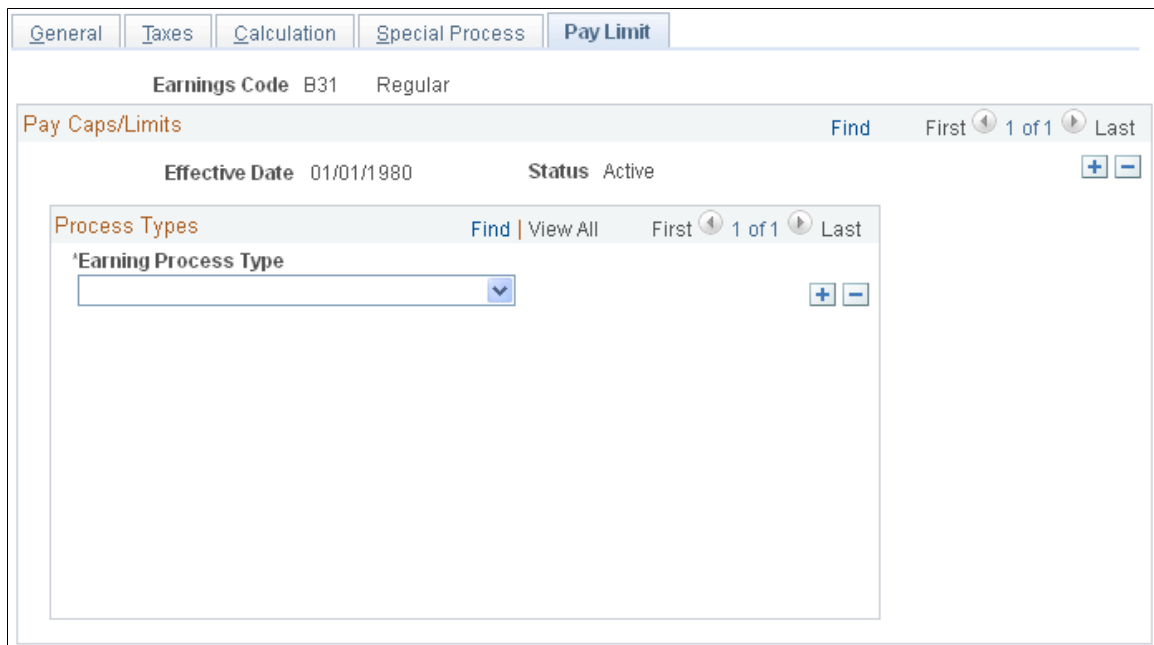 General Taxes Calculation Special Process Pay Limit
Earnings Code B31 Regular
Pay Caps/Limits Find First 1 of 1 Last
Effective Date 01/01/1980 Status Active
Process Types Find | View All First 1 of 1 Last
*Earning Process Type